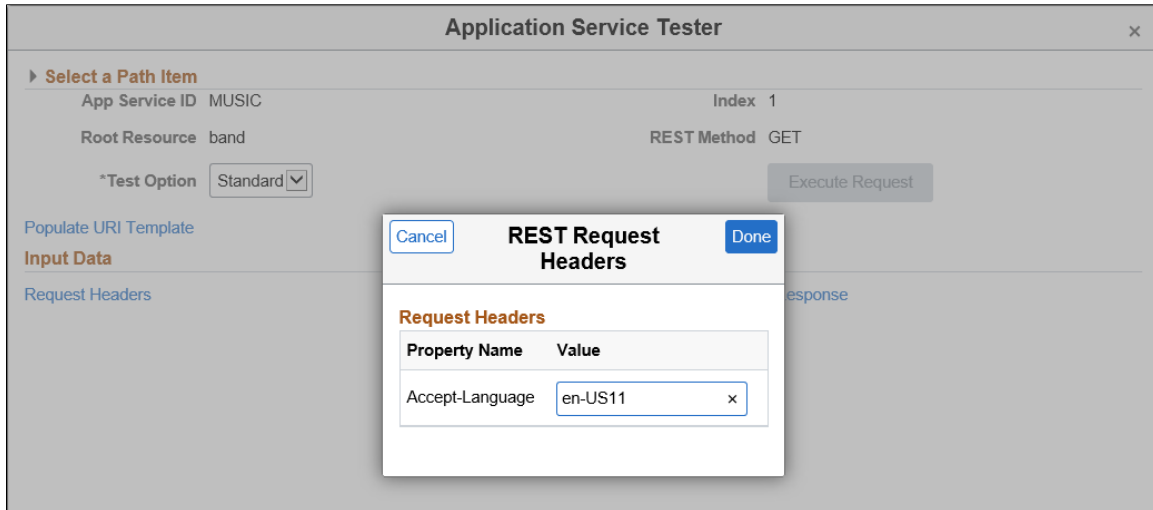 Application Service Tester ×
Select a Path Item
App Service ID MUSIC Index 1
Root Resource band REST Method GET
*Test Option Standard Execute Request
Populate URI Template
Input Data
Request Headers esponse
Cancel REST Request Headers Done
Request Headers
Property Name Value
Accept-Language en-US11 ×